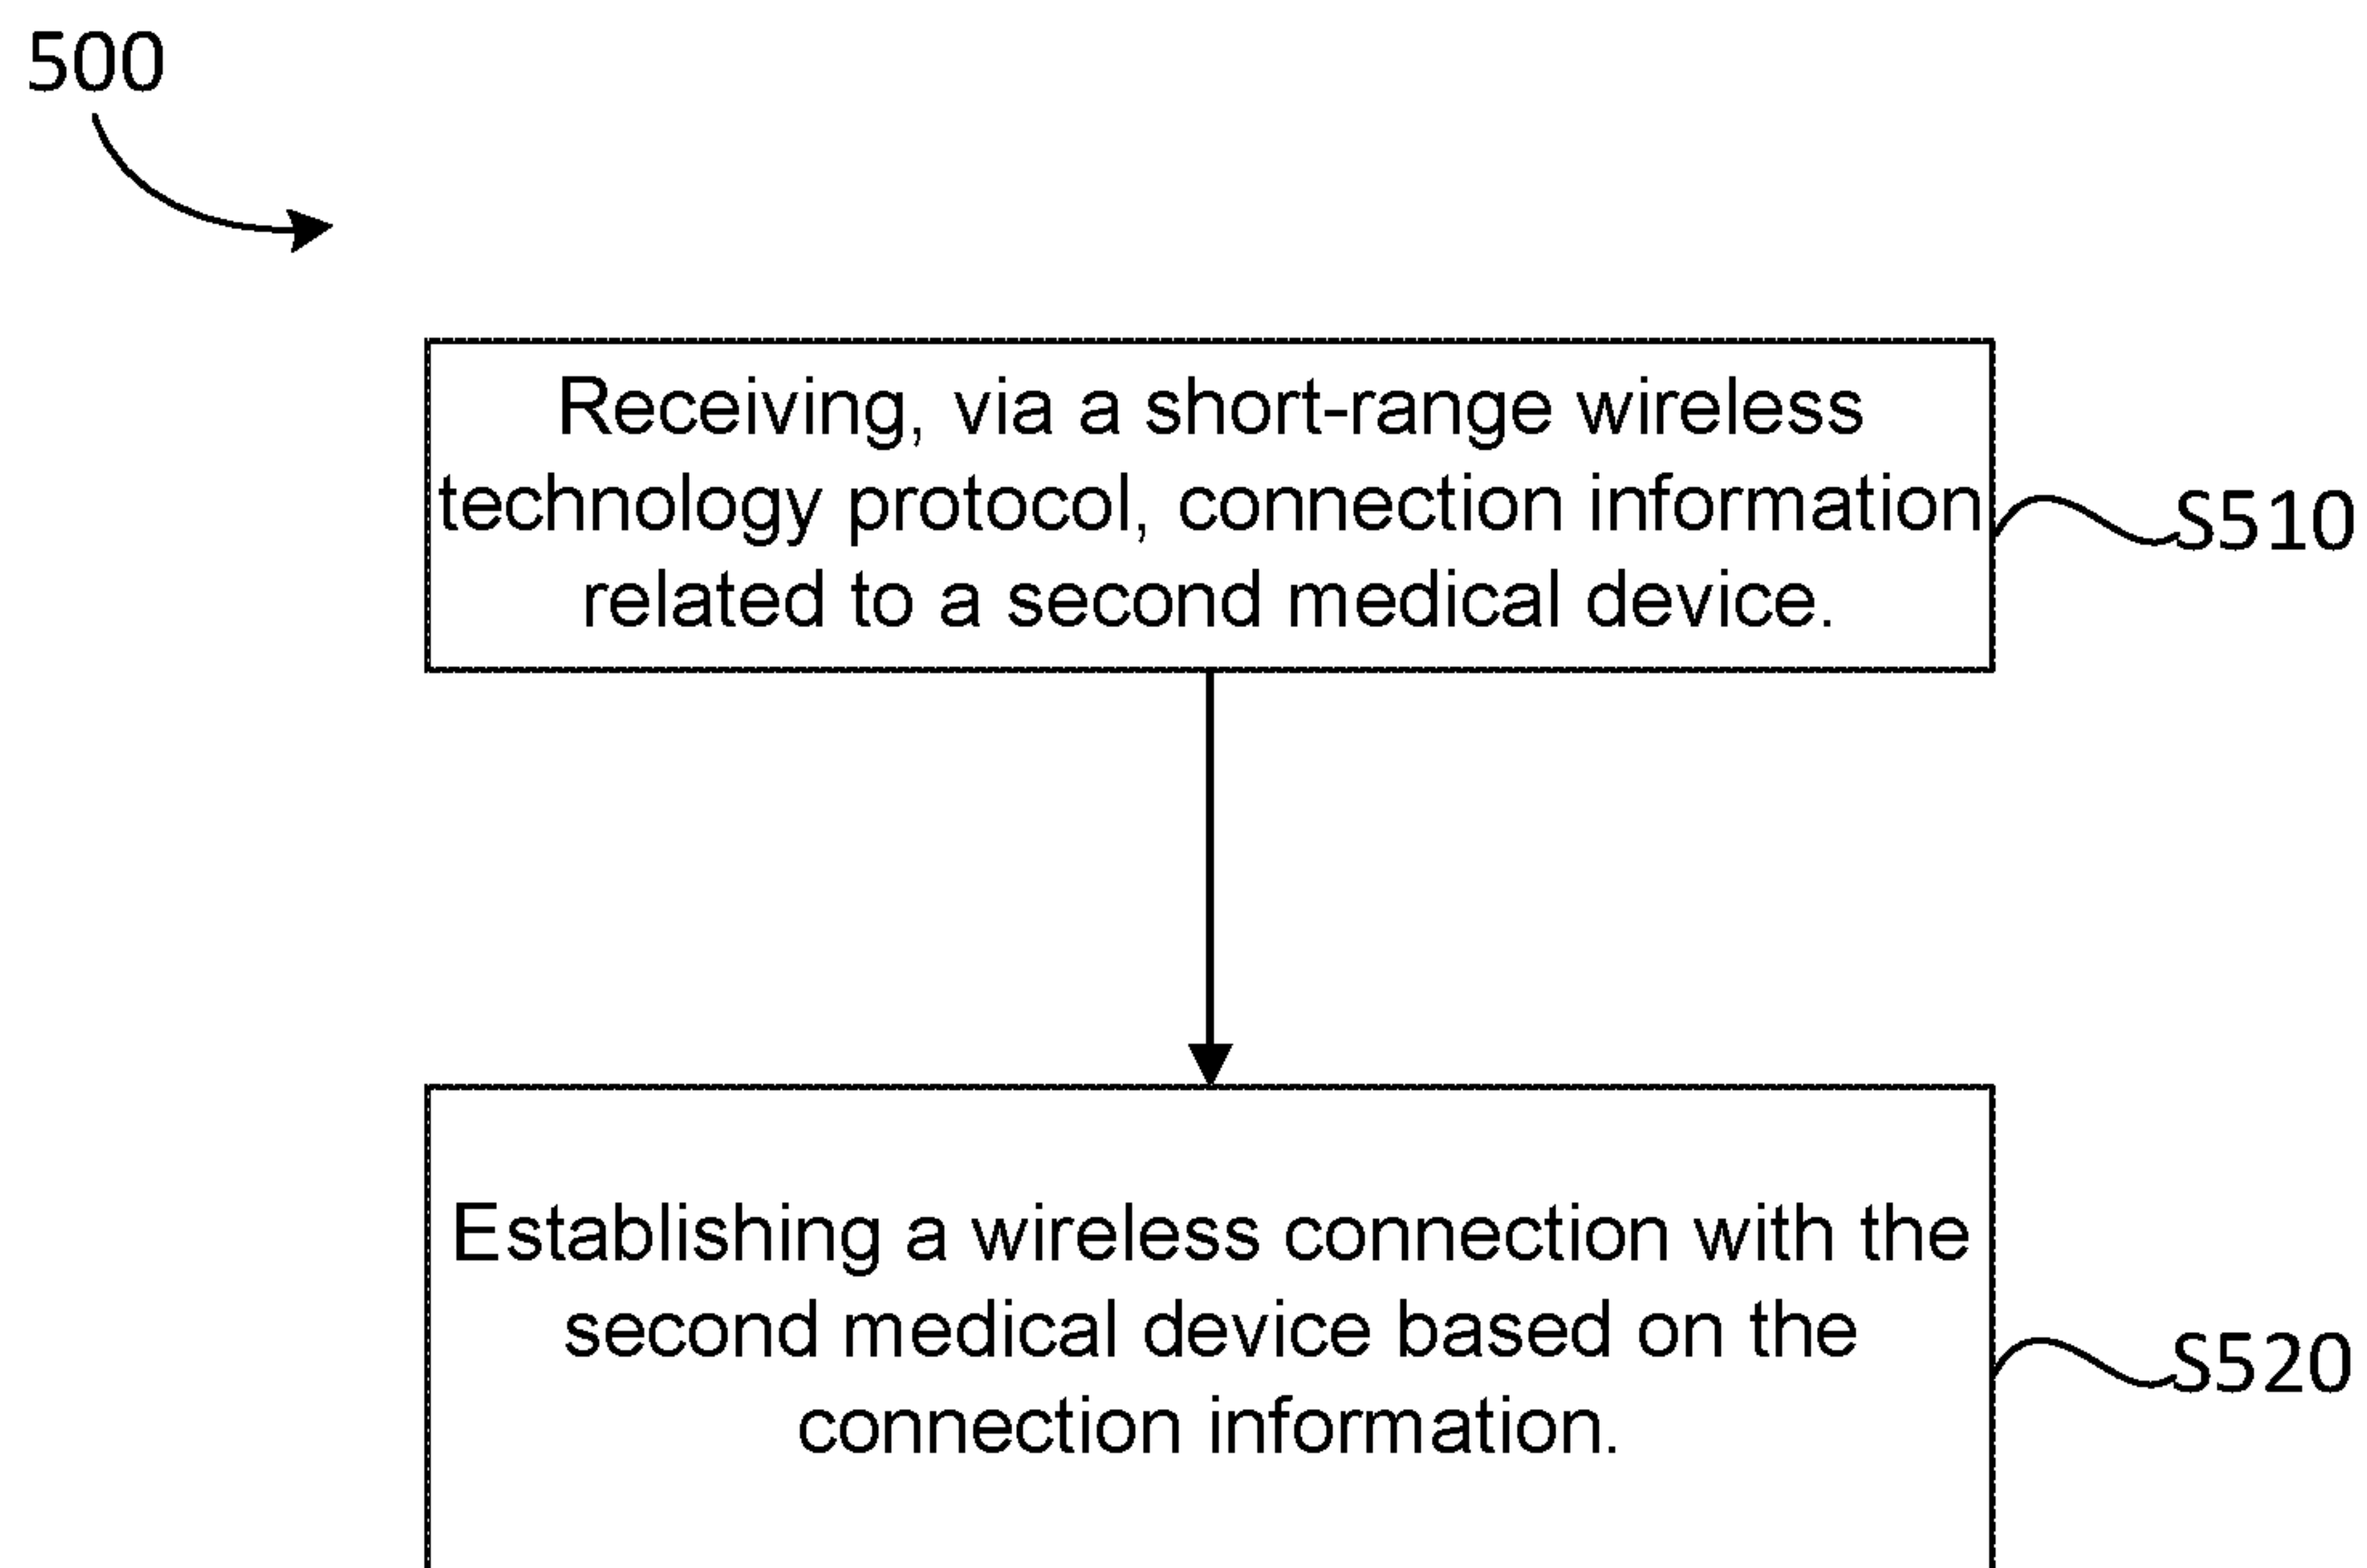 500
Receiving, via a short-range wireless
technology protocol, connection information
related to a second medical device.
S510
Establishing a wireless connection with the
second medical device based on the
connection information.
S520